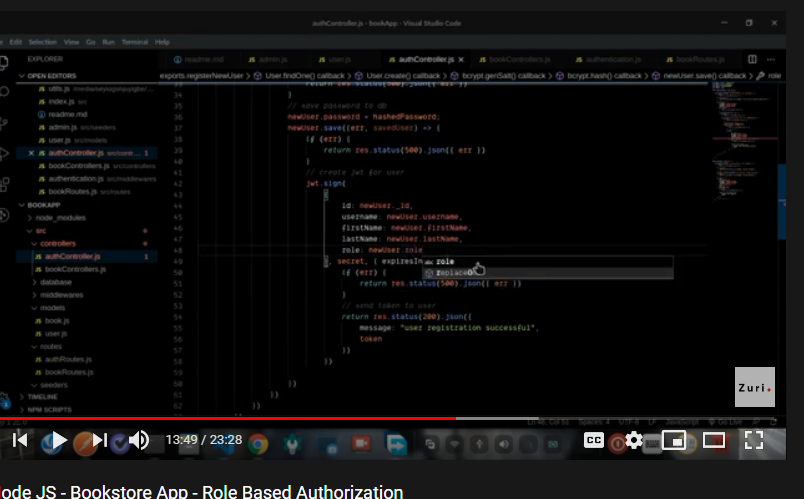 authController.js - bookApp - Visual Studio Code
Edit Selection View Go Run Terminal Help
EXPLORER
readme.md admin.js user.js authController.js × bookControllers.js authentication.js bookRoutes.js
OPEN EDITORS
exports.registerNewUser > User.findOne() callback > User.create() callback > bcrypt.genSalt() callback > bcrypt.hash() callback > newUser.save() callback > role
utils.js
index.js src
readme.md
admin.js src/seeders
user.js src/models
× authController.js src/contr... 1
bookControllers.js src/controllers
authentication.js src/middlewares
bookRoutes.js src/routes
BOOKAPP
> node_modules
src
controllers
authController.js 1
bookControllers.js
> database
> middlewares
models
book.js
user.js
routes
authRoutes.js
bookRoutes.js
seeders
> TIMELINE
> NPM SCRIPTS
return res.status(500).json({ err })
34 }
35 // save password to db
36 newUser.password = hashedPassword;
37 newUser.save((err, savedUser) => {
38 if (err) {
39 return res.status(500).json({ err })
40 }
41 // create jwt for user
42 jwt.sign(
43
44 id: newUser._id,
45 username: newUser.username,
46 firstName: newUser.firstName,
47 lastName: newUser.lastName,
48 role: newUser.role
49 secret, { expiresIn
role
50 if (err) {
replace
51 return res.status(500).json({ err })
52 }
53 // send token to user
54 return res.status(200).json({
55 message: "user registration successful",
56 token
57 })
58 })
59
60 })
61 })
62 })
Zuri.
UTF-8 LF JavaScript Go Live
13:49 / 23:28
CC
ode JS - Bookstore App - Role Based Authorization